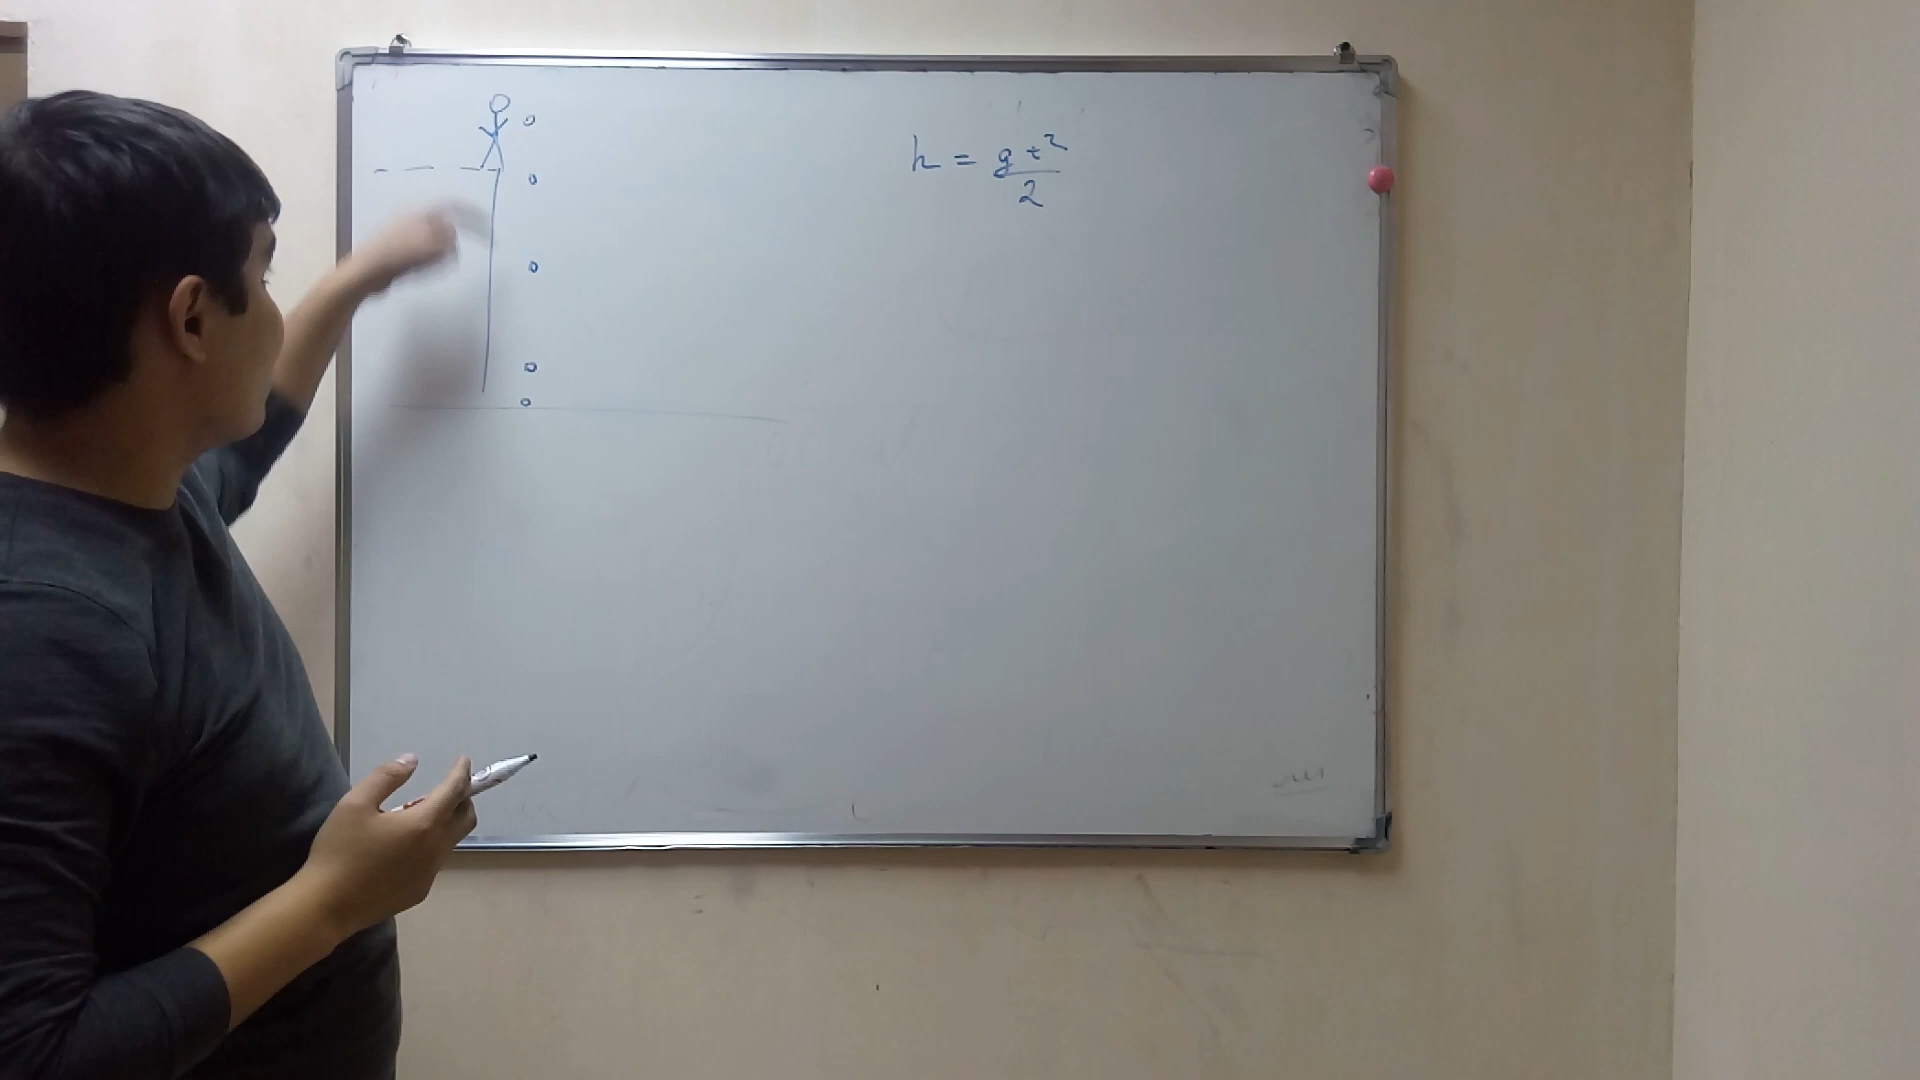 h = gt²/2